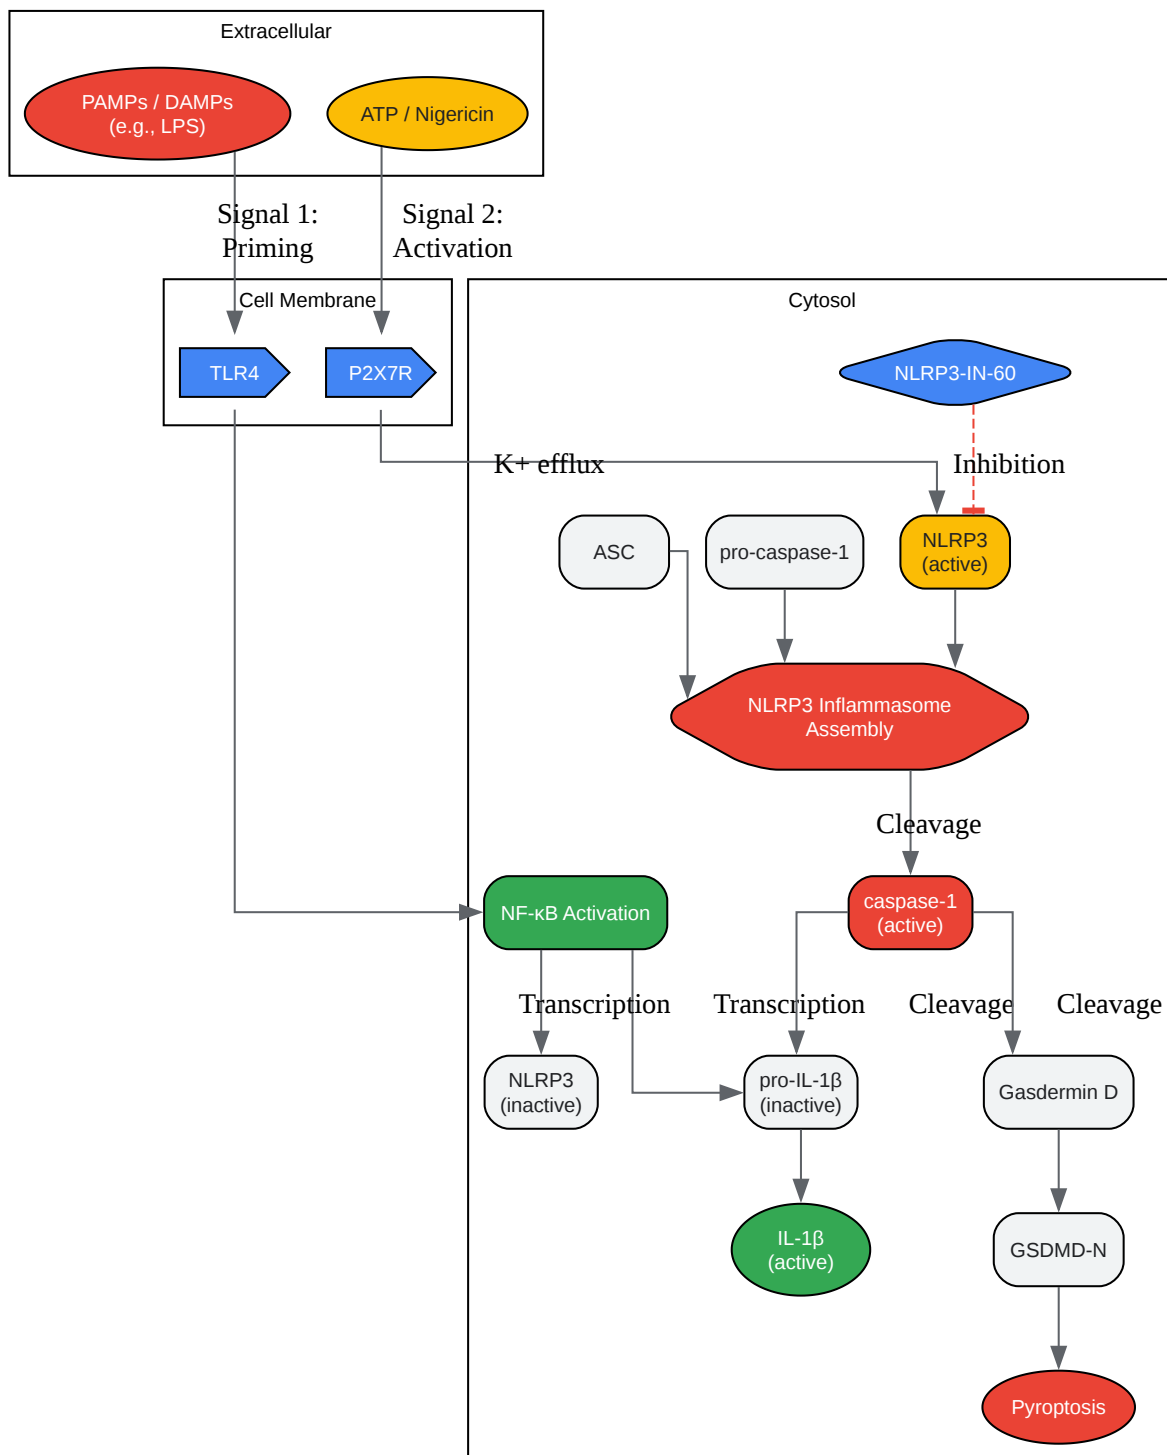 Extracellular
PAMPs / DAMPs
(e.g., LPS)
ATP / Nigericin
Signal 1:
Priming
Signal 2:
Activation
Cell Membrane
Cytosol
TLR4
P2X7R
NLRP3-IN-60
K+ efflux
Inhibition
ASC
pro-caspase-1
NLRP3
(active)
NLRP3 Inflammasome
Assembly
Cleavage
NF-κB Activation
caspase-1
(active)
Transcription
Transcription
Cleavage
Cleavage
NLRP3
(inactive)
pro-IL-1β
(inactive)
Gasdermin D
IL-1β
(active)
GSDMD-N
Pyroptosis